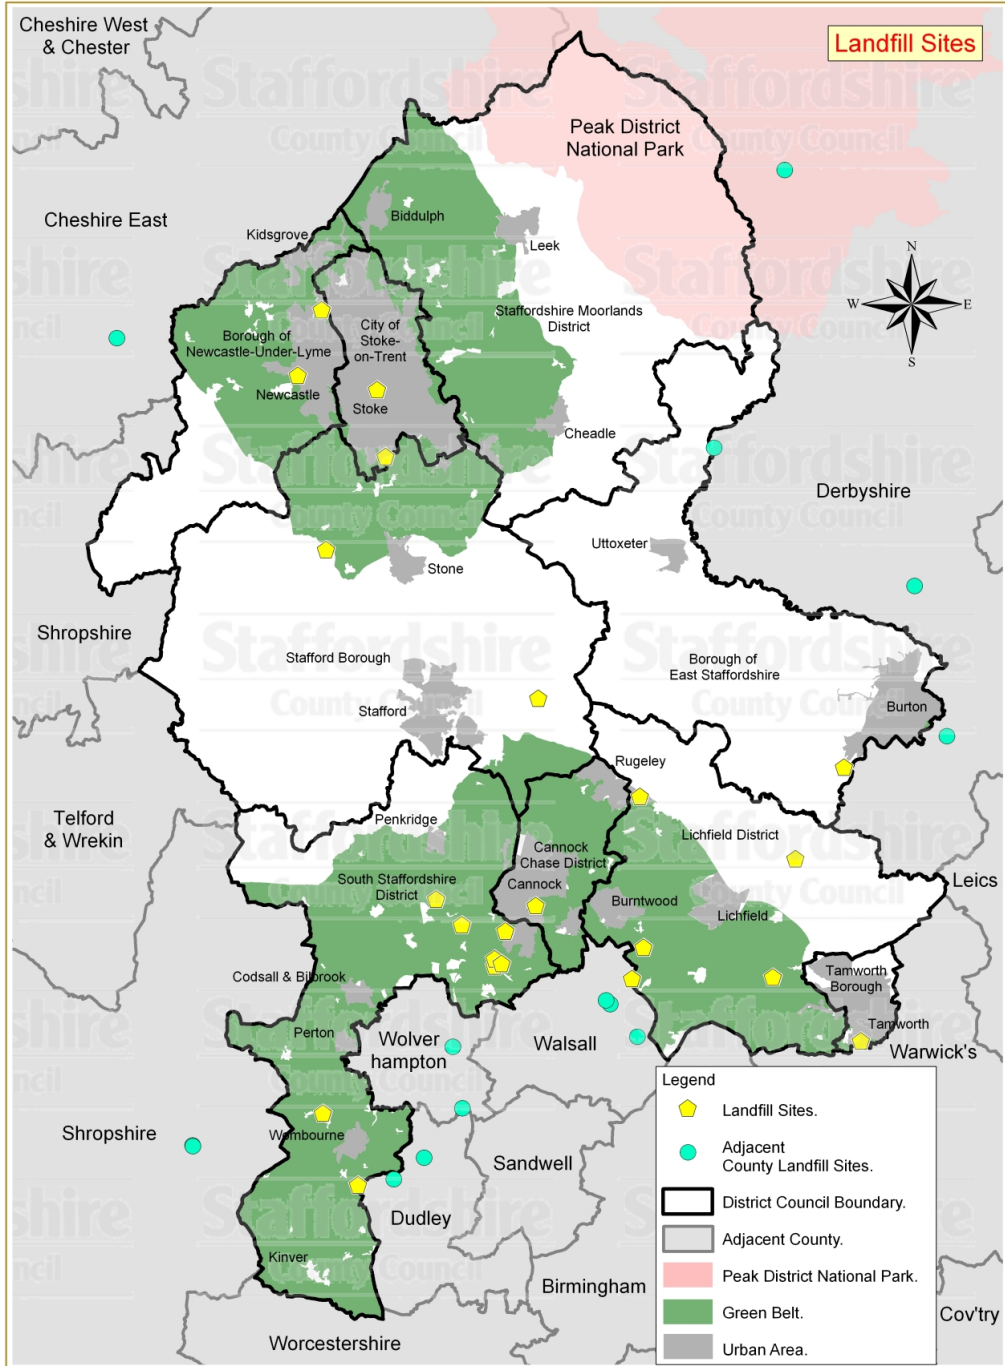 Landfill Sites
Cheshire West
& Chester
Peak District
National Park
Cheshire East
Biddulph
Kidsgrove
Leek
N
W
E
S
Staffordshire Moorlands
District
Borough of
Newcastle-Under-Lyme
City of
Stoke-
on-Trent
Newcastle
Stoke
Cheadle
Derbyshire
Uttoxeter
Stone
Shropshire
Stafford Borough
Borough of
East Staffordshire
Stafford
Burton
Rugeley
Telford
& Wrekin
Penkridge
Lichfield District
Cannock
Chase District
Leics
South Staffordshire
District
Cannock
Burntwood
Lichfield
Codsall & Bilbrook
Tamworth
Borough
Perton
Wolver
hampton
Walsall
Tamworth
Warwick's
Shropshire
Wombourne
Sandwell
Dudley
Kinver
Birmingham
Worcestershire
Cov'try
Legend
Landfill Sites.
Adjacent
County Landfill Sites.
District Council Boundary.
Adjacent County.
Peak District National Park.
Green Belt.
Urban Area.
Staffordshire
County Council